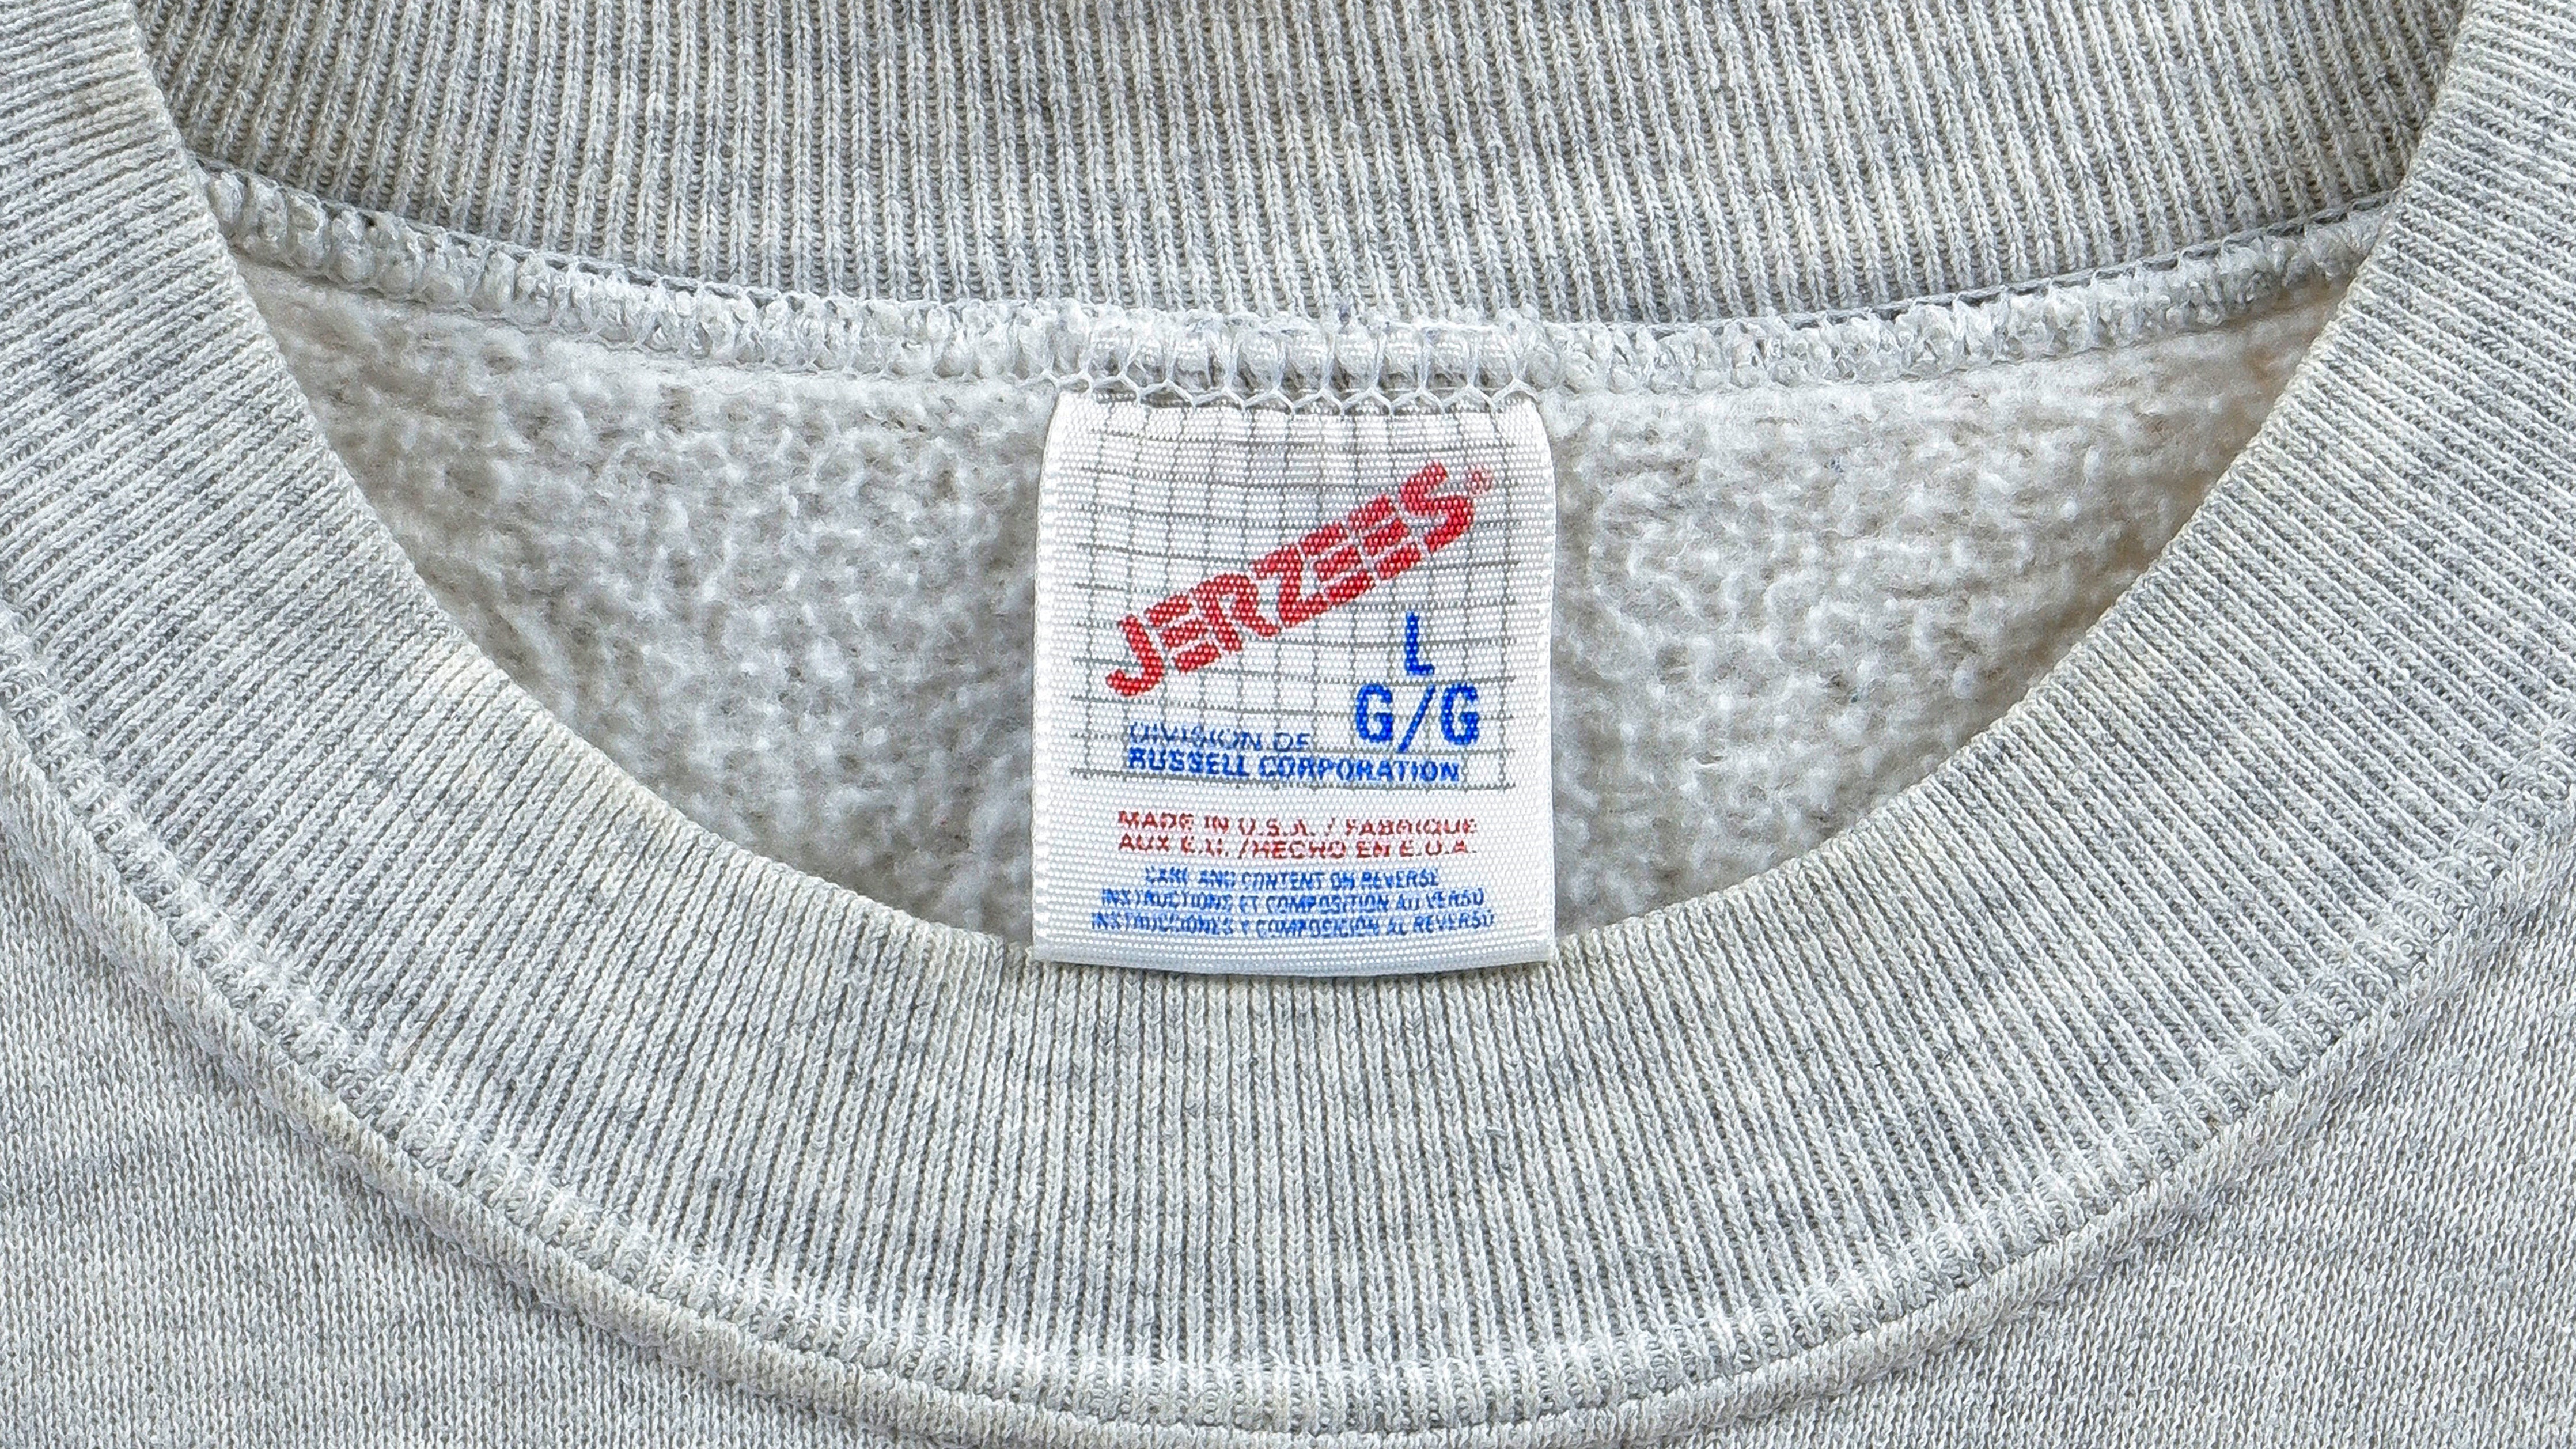 JERZEES®
L
G/G
DIVISION DE
RUSSELL CORPORATION
MADE IN U.S.A. / FABRIQUE
AUX E.U. /HECHO EN E.U.A.
CARE AND CONTENT ON REVERSE
INSTRUCTIONS ET COMPOSITION AU VERSO
INSTRUCCIONES Y COMPOSICION AL REVERSO